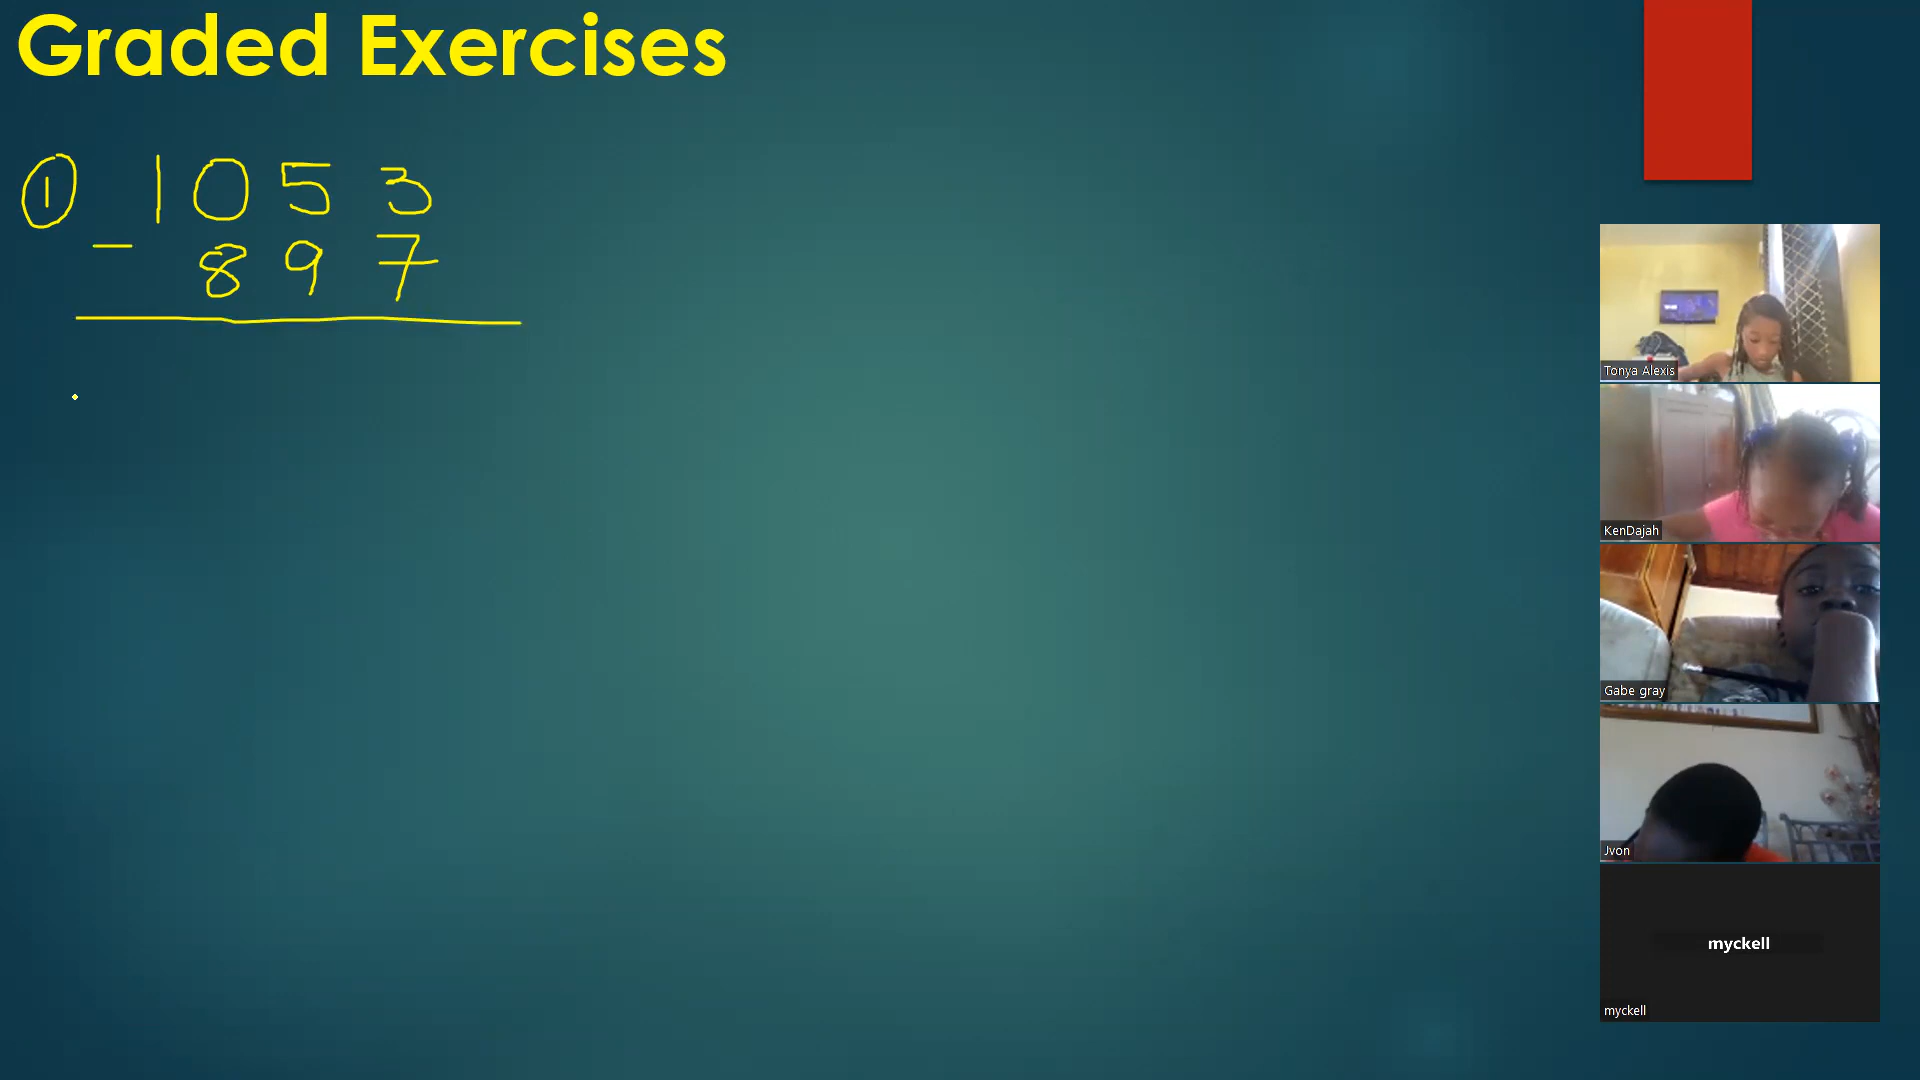 Graded Exercises
① 1053
- 897
Tonya Alexis
KenDajah
Gabe gray
Jvon
myckell
myckell